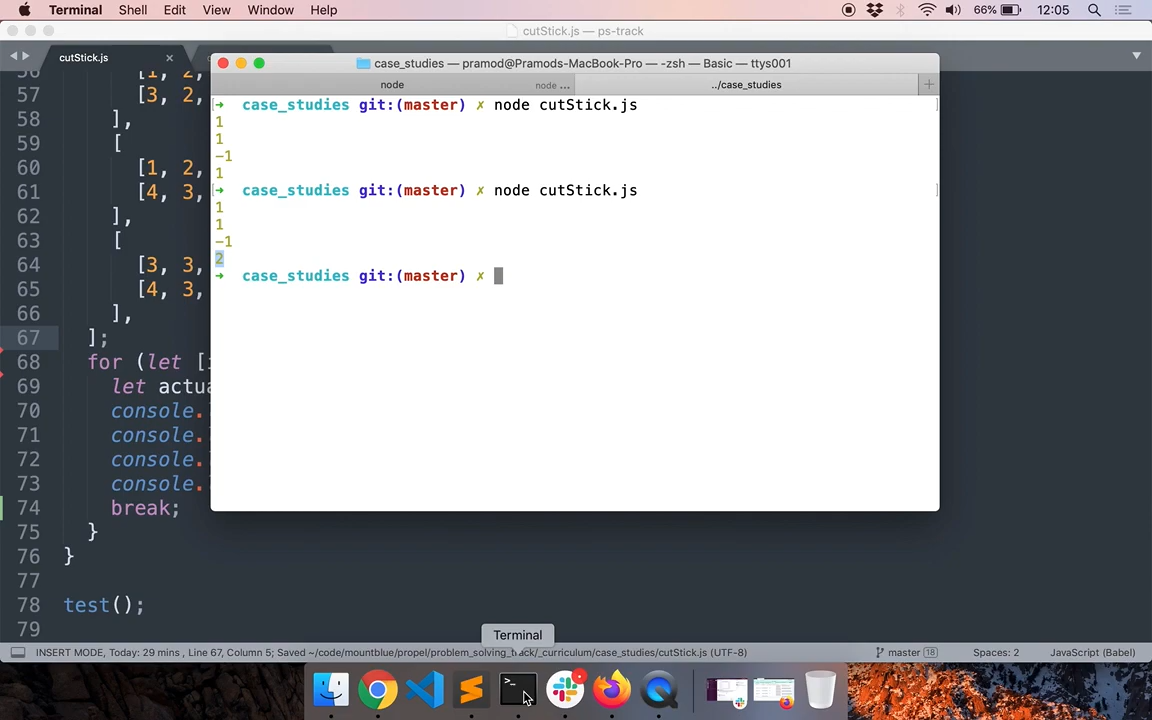 Terminal Shell Edit View Window Help 66% 12:05
cutStick.js — ps-track
cutStick.js ×
case_studies — pramod@Pramods-MacBook-Pro — -zsh — Basic — ttys001
node node ... ../case_studies +
➜ case_studies git:(master) ✗ node cutStick.js
1
1
-1
1
➜ case_studies git:(master) ✗ node cutStick.js
1
1
-1
2
➜ case_studies git:(master) ✗
57 [3, 2,
58 ],
59 [
60 [1, 2,
61 [4, 3,
62 ],
63 [
64 [3, 3,
65 [4, 3,
66 ],
67 ];
68 for (let [
69 let actua
70 console.
71 console.
72 console.
73 console.
74 break;
75 }
76 }
77
78 test();
79
Terminal
INSERT MODE, Today: 29 mins, Line 67, Column 5; Saved ~/code/mountblue/propel/problem_solving_track/_curriculum/case_studies/cutStick.js (UTF-8) master 18 Spaces: 2 JavaScript (Babel)